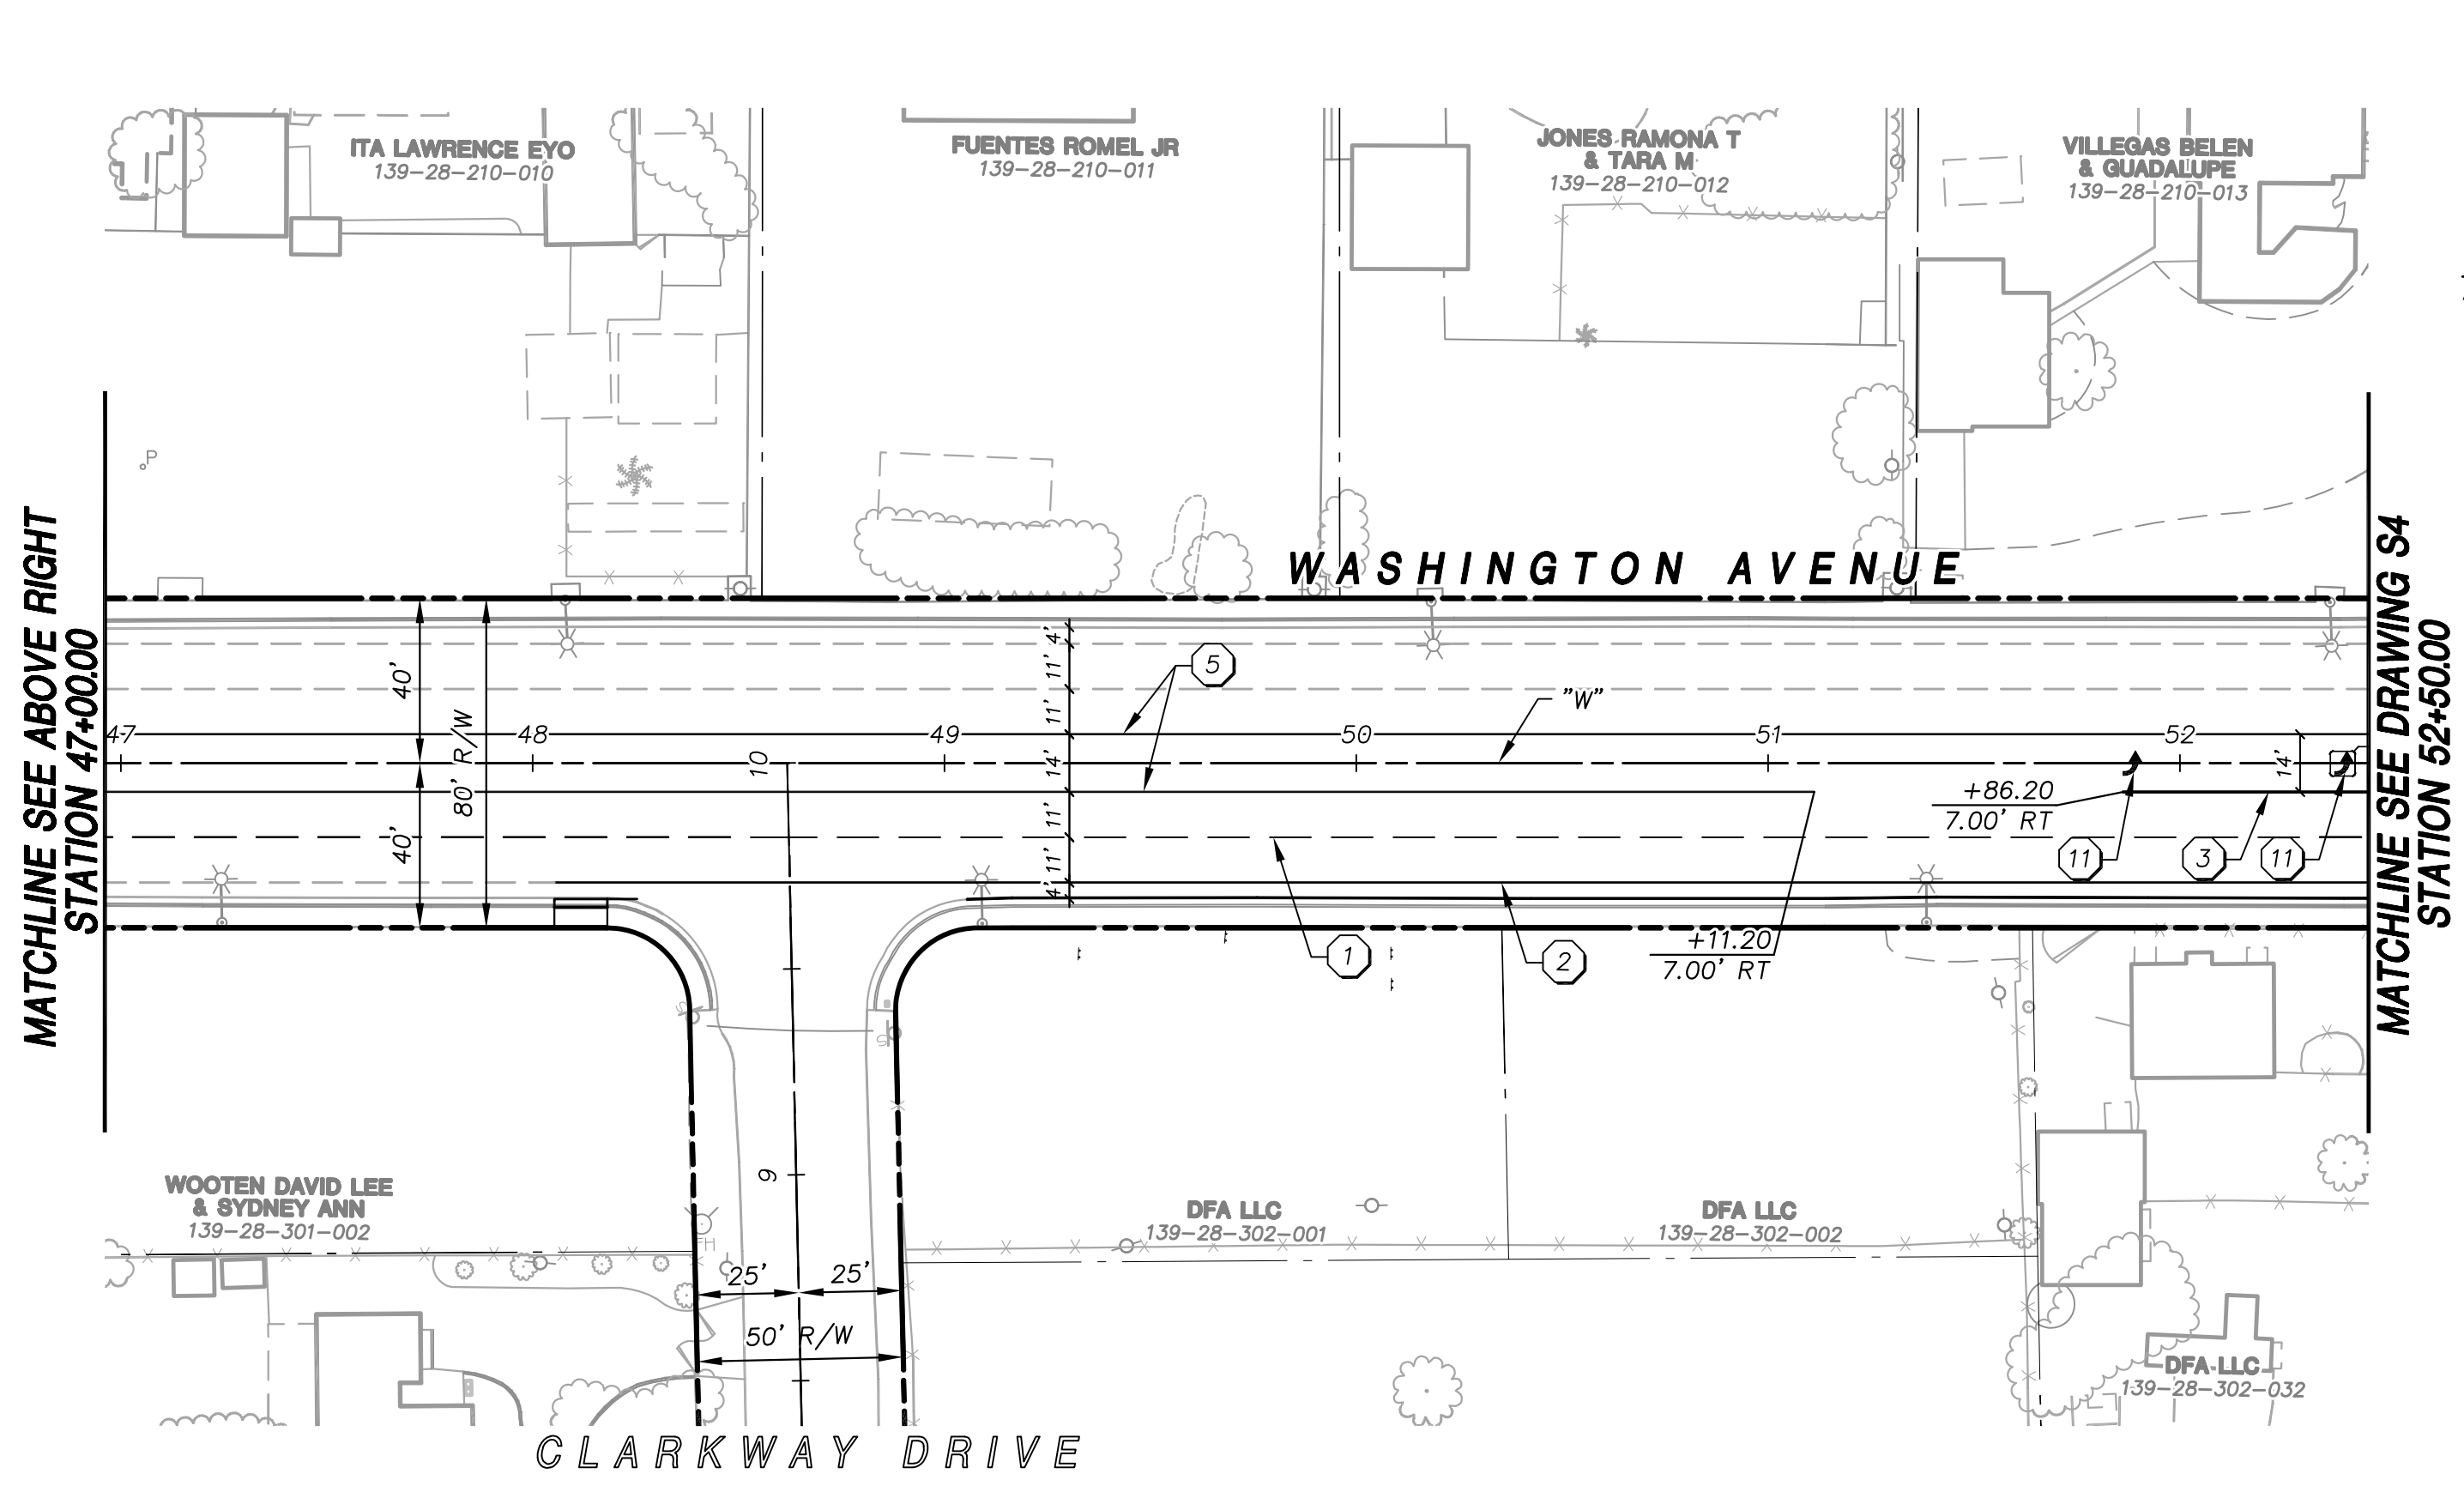 ITA LAWRENCE EYO
139-28-210-010
FUENTES ROMEL JR
139-28-210-011
JONES RAMONA T
& TARA M
139-28-210-012
VILLEGAS BELEN
& GUADALUPE
139-28-210-013
P
MATCHLINE SEE ABOVE RIGHT
STATION 47+00.00
WASHINGTON AVENUE
MATCHLINE SEE DRAWING S4
STATION 52+50.00
40'
80' R/W
40'
4'
11'
11'
14'
11'
11'
4'
5
"W"
47
48
49
50
51
52
10
14'
+86.20
7.00' RT
11
3
11
+11.20
7.00' RT
1
2
9
WOOTEN DAVID LEE
& SYDNEY ANN
139-28-301-002
FH
DFA LLC
139-28-302-001
DFA LLC
139-28-302-002
25'
25'
50' R/W
DFA LLC
139-28-302-032
CLARKWAY DRIVE